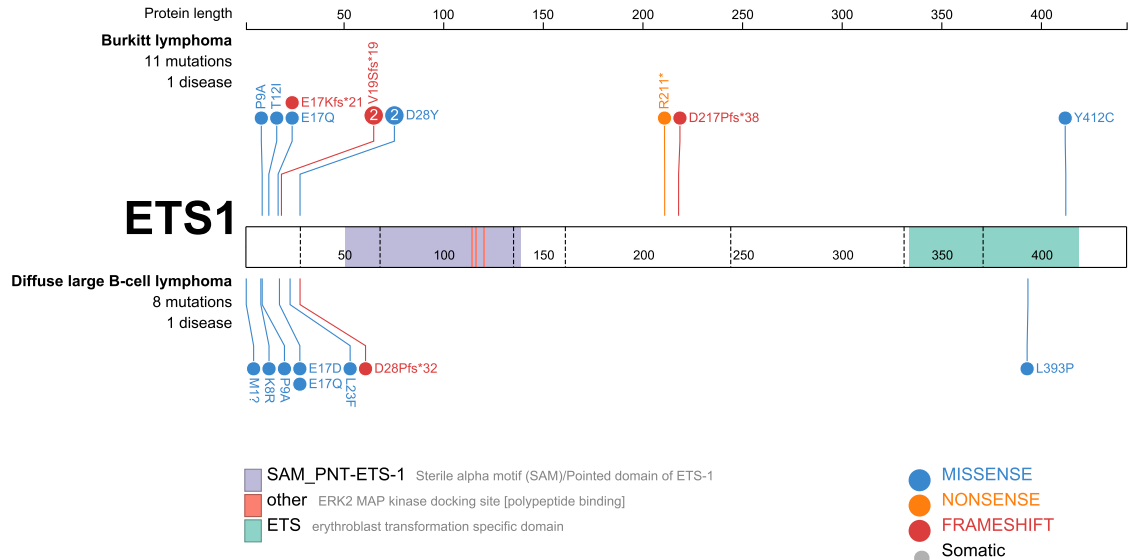 Protein length 50 100 150 200 250 300 350 400
Burkitt lymphoma
11 mutations
1 disease
P9A
T12I
E17Kfs*21
E17Q
2
V19Sfs*19
2
D28Y
R211*
D217Pfs*38
Y412C
ETS1
50 100 150 200 250 300 350 400
Diffuse large B-cell lymphoma
8 mutations
1 disease
M1?
K8R
P9A
E17D
E17Q
L23F
D28Pfs*32
L393P
SAM_PNT-ETS-1 Sterile alpha motif (SAM)/Pointed domain of ETS-1
other ERK2 MAP kinase docking site [polypeptide binding]
ETS erythroblast transformation specific domain
MISSENSE
NONSENSE
FRAMESHIFT
Somatic